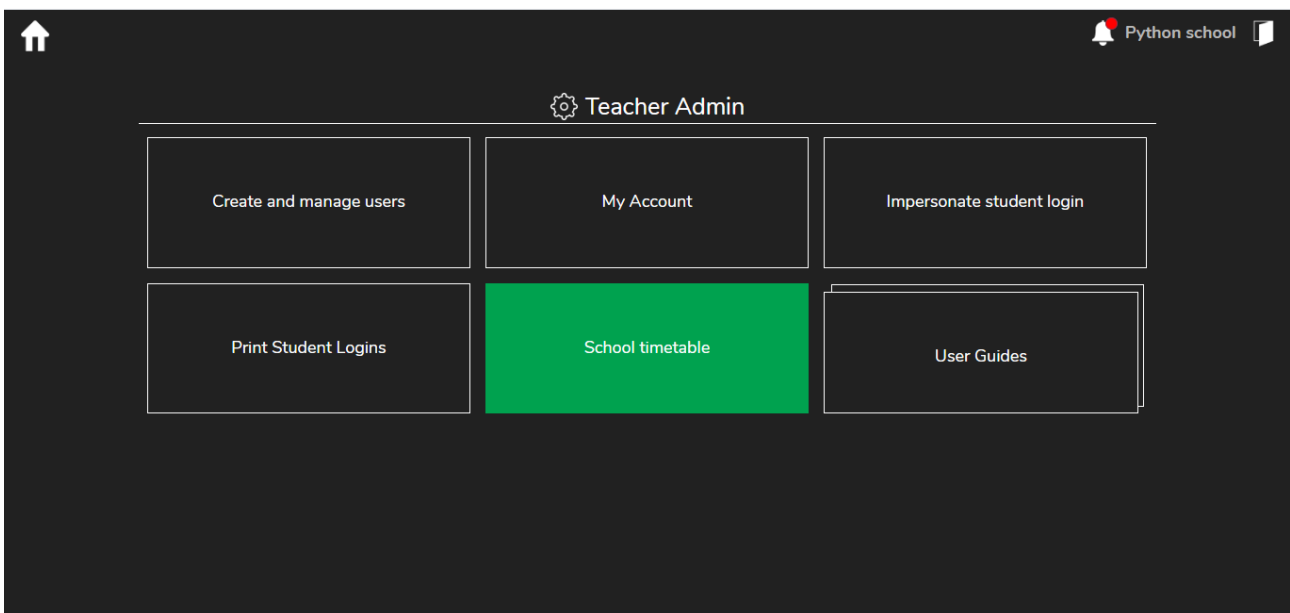 Python school
Teacher Admin
Create and manage users
My Account
Impersonate student login
Print Student Logins
School timetable
User Guides